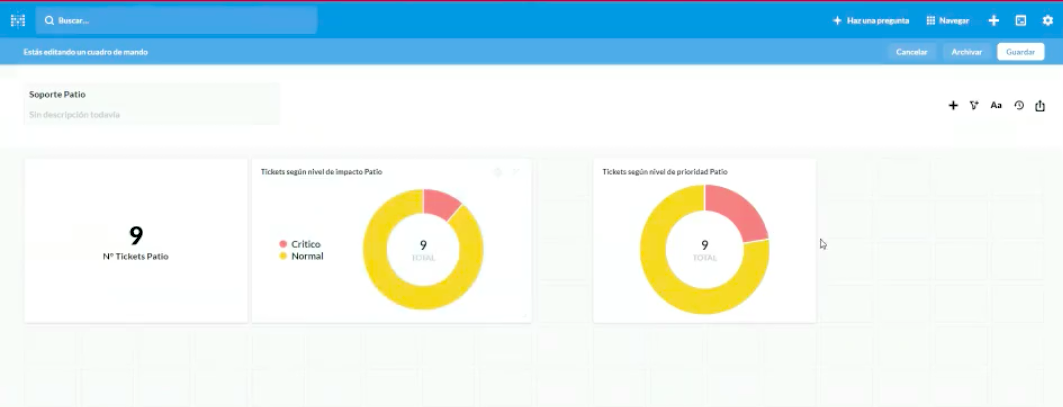 Buscar...
Haz una pregunta
Navegar
Estás editando un cuadro de mando
Cancelar
Archivar
Guardar
Soporte Patio
Sin descripción todavía
Aa
Tickets según nivel de impacto Patio
Tickets según nivel de prioridad Patio
9
N° Tickets Patio
Critico
Normal
9
TOTAL
9
TOTAL